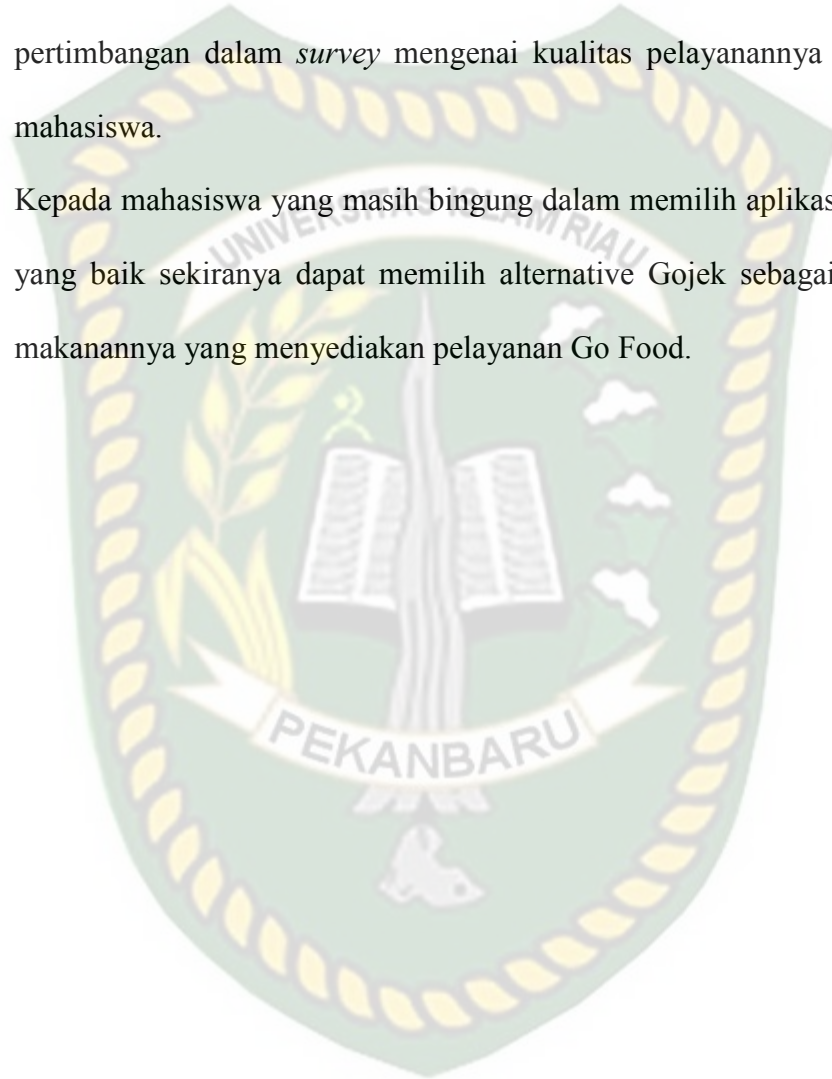 pertimbangan dalam survey mengenai kualitas pelayanannya
mahasiswa.
Kepada mahasiswa yang masih bingung dalam memilih aplikas
yang baik sekiranya dapat memilih alternative Gojek sebagai
makanannya yang menyediakan pelayanan Go Food.
UNIVERSITAS ISLAM RIAU
PEKANBARU